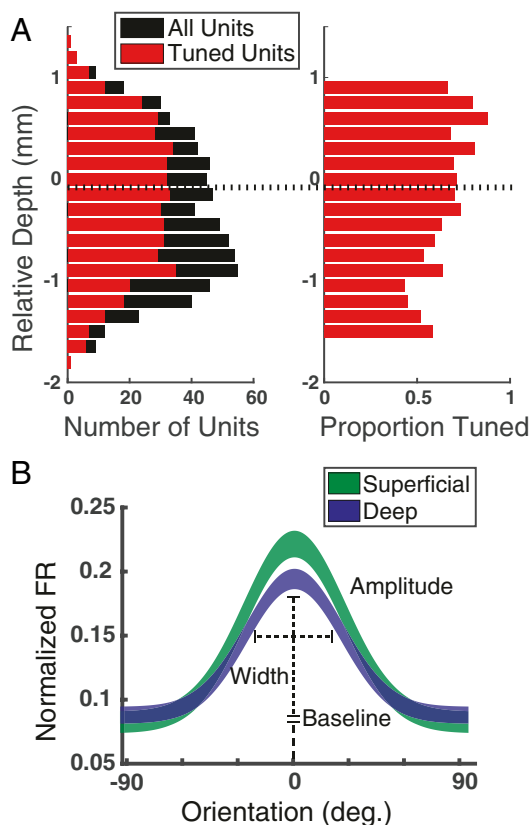 A
All Units
Tuned Units
Relative Depth (mm)
1
0
-1
-2
0 20 40 60
Number of Units
1
0
-1
-2
0 0.5 1
Proportion Tuned
B
Superficial
Deep
Normalized FR
0.25
0.2
0.15
0.1
0.05
Amplitude
Width
Baseline
-90 0 90
Orientation (deg.)